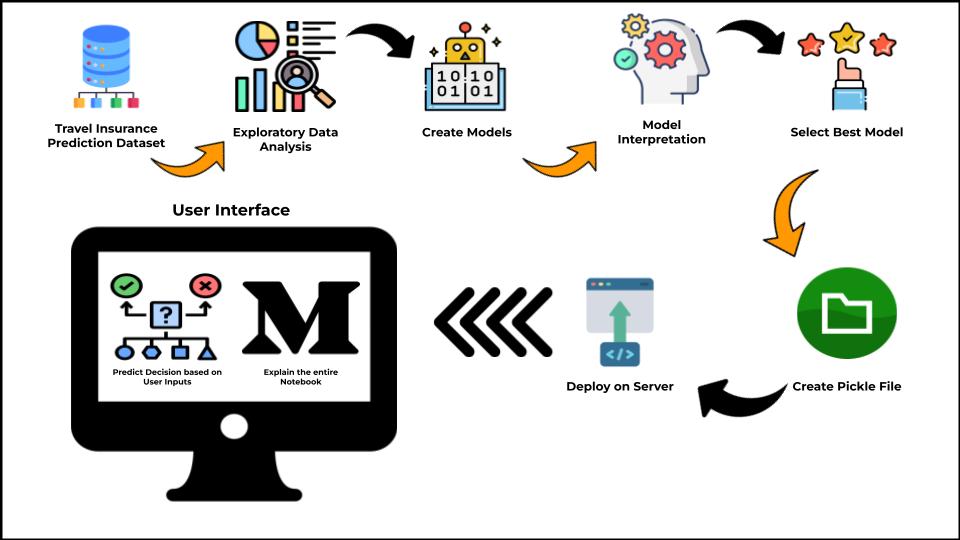 10 10
01 01
Travel Insurance
Prediction Dataset
Exploratory Data
Analysis
Create Models
Model
Interpretation
Select Best Model
User Interface
?
M
Predict Decision based on
User Inputs
Explain the entire
Notebook
</>
Deploy on Server
Create Pickle File